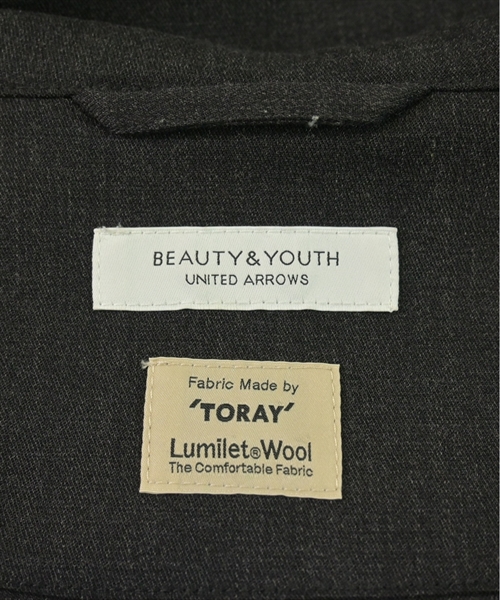 BEAUTY&YOUTH
UNITED ARROWS
Fabric Made by
'TORAY'
Lumilet®Wool
The Comfortable Fabric